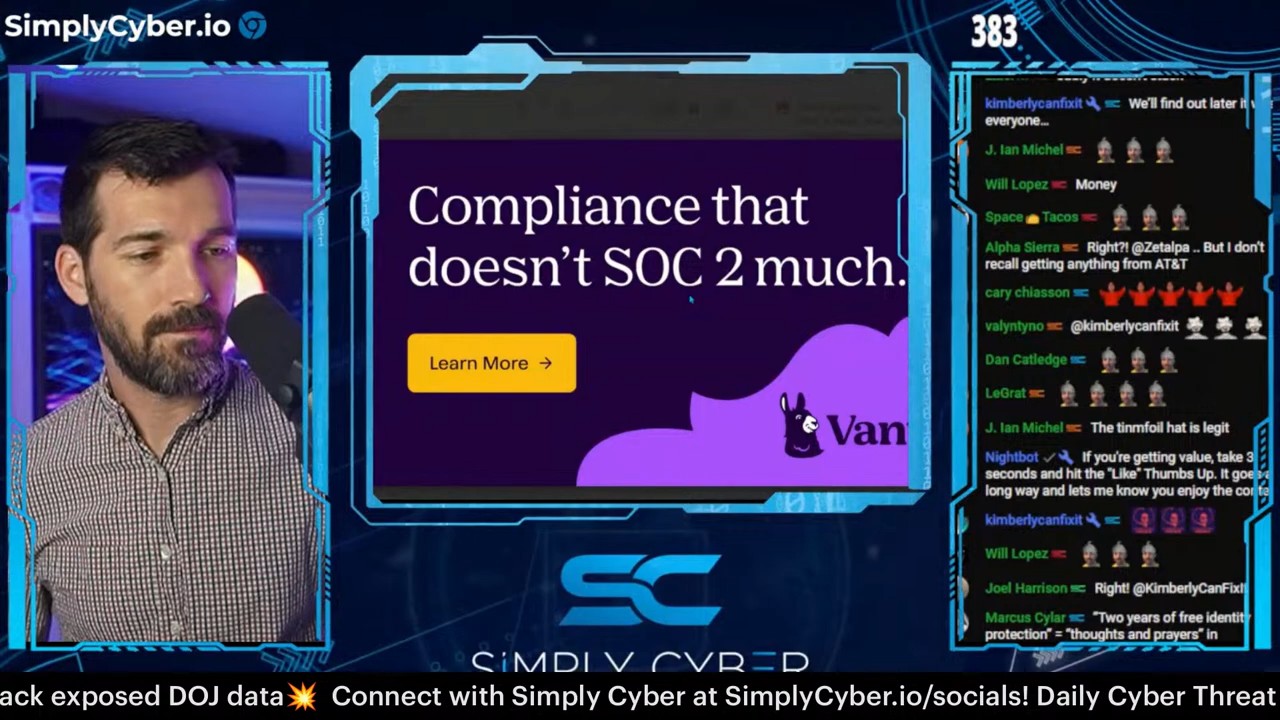 SimplyCyber.io
383
Compliance that
doesn't SOC 2 much.
Learn More →
Van
SC
SIMPLY CYBER
kimberlycanfixit We'll find out later i
everyone…
J. Ian Michel
Will Lopez Money
Space Tacos
Alpha Sierra Right?! @Zetalpa .. But I don't
recall getting anything from AT&T
cary chiasson
valyntyno @kimberlycanfixit
Dan Catledge
LeGrat
J. Ian Michel The tinmfoil hat is legit
Nightbot If you're getting value, take 3
seconds and hit the "Like" Thumbs Up. It goe
long way and lets me know you enjoy the con
kimberlycanfixit
Will Lopez
Joel Harrison Right! @KimberlyCanFixI
Marcus Cylar "Two years of free identity
protection" = "thoughts and prayers" in
ack exposed DOJ data💥 Connect with Simply Cyber at SimplyCyber.io/socials! Daily Cyber Threat